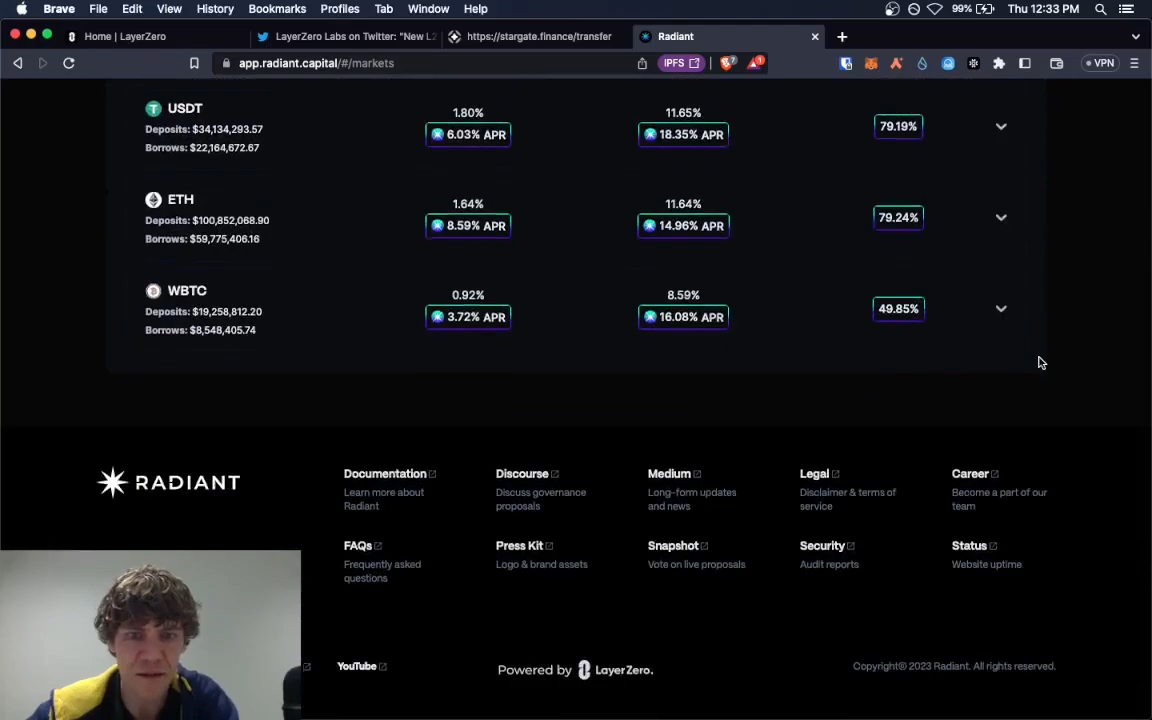 Brave File Edit View History Bookmarks Profiles Tab Window Help 99% Thu 12:33 PM
Home | LayerZero
LayerZero Labs on Twitter: "New L
https://stargate.finance/transfer
Radiant
app.radiant.capital/#/markets
IPFS
7
1
VPN
USDT
Deposits: $34,134,293.57
Borrows: $22,164,672.67
1.80%
6.03% APR
11.65%
18.35% APR
79.19%
ETH
Deposits: $100,852,068.90
Borrows: $59,775,406.16
1.64%
8.59% APR
11.64%
14.96% APR
79.24%
WBTC
Deposits: $19,258,812.20
Borrows: $8,548,405.74
0.92%
3.72% APR
8.59%
16.08% APR
49.85%
RADIANT
Documentation
Learn more about
Radiant
Discourse
Discuss governance
proposals
Medium
Long-form updates
and news
Legal
Disclaimer & terms of
service
Career
Become a part of our
team
FAQs
Frequently asked
questions
Press Kit
Logo & brand assets
Snapshot
Vote on live proposals
Security
Audit reports
Status
Website uptime
YouTube
Powered by LayerZero.
Copyright© 2023 Radiant. All rights reserved.